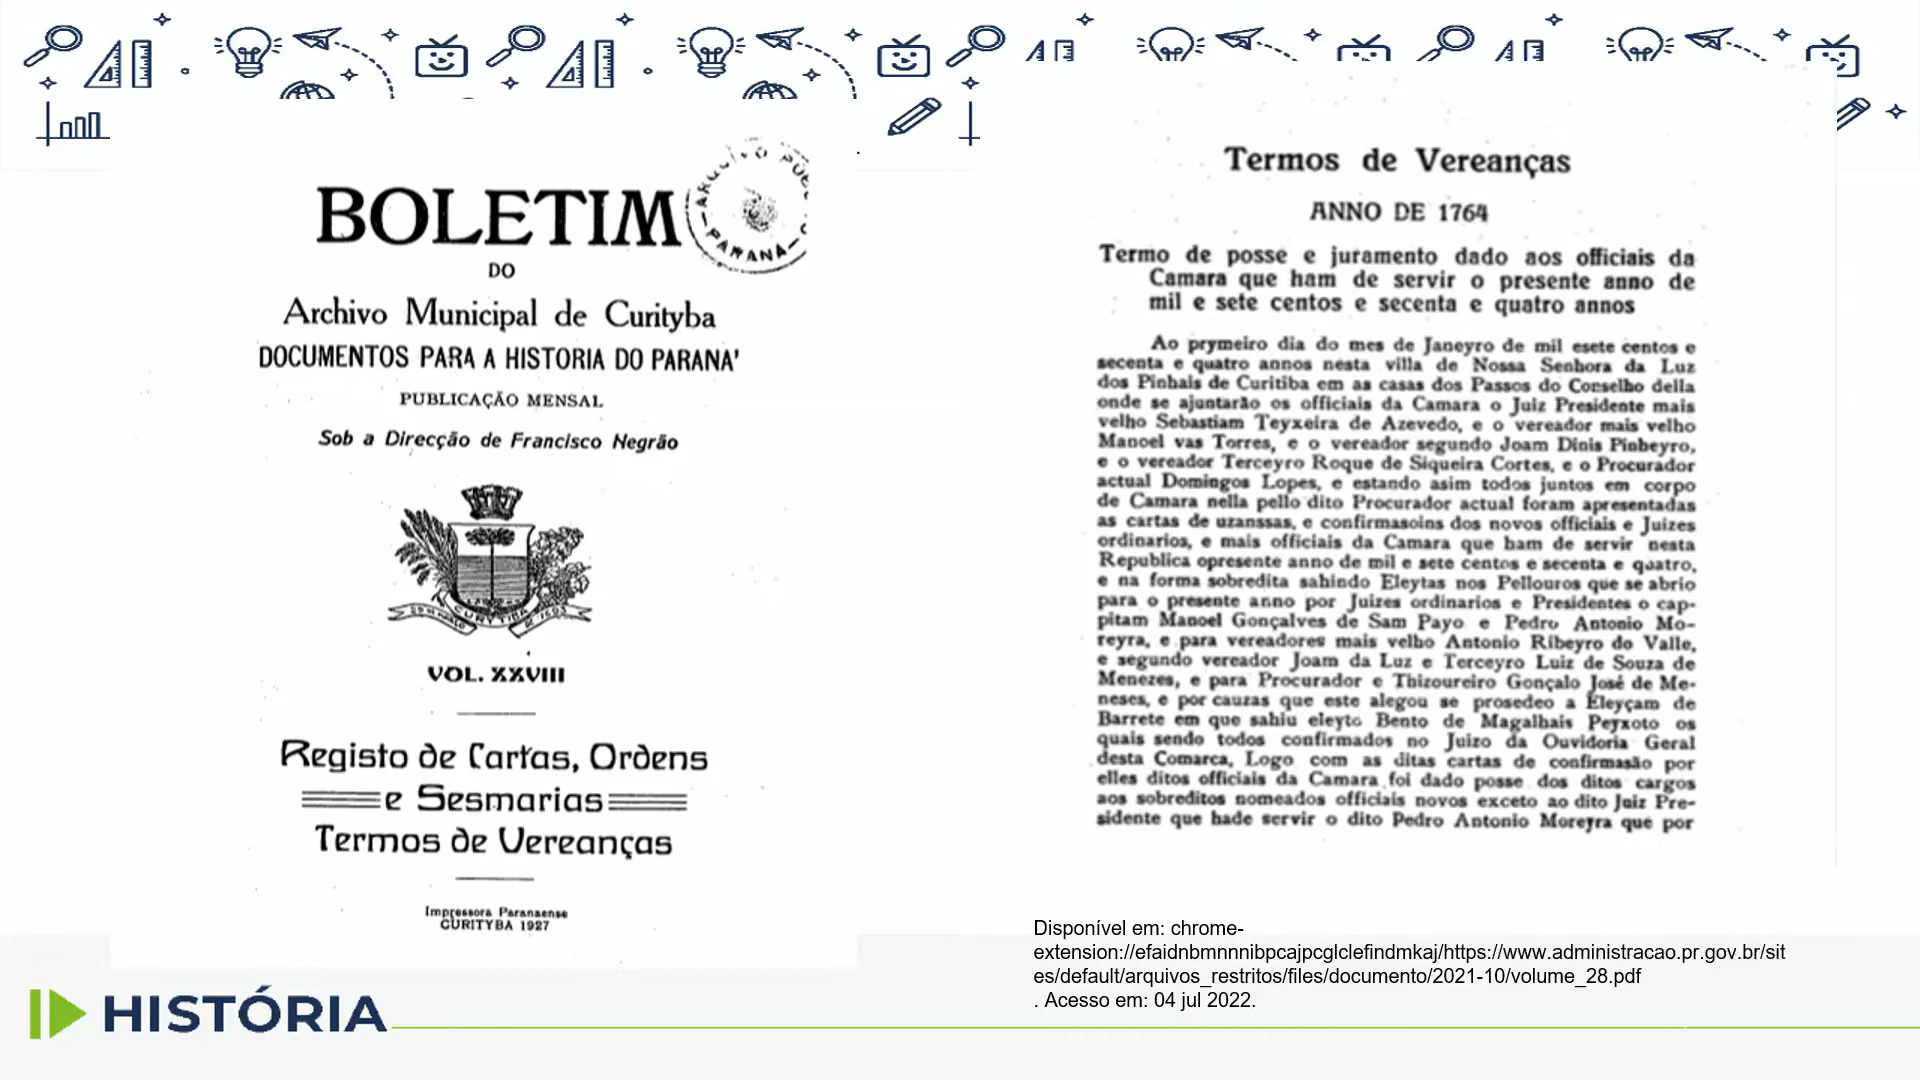 BOLETIM
DO
Archivo Municipal de Curityba
DOCUMENTOS PARA A HISTORIA DO PARANA'
PUBLICAÇÃO MENSAL
Sob a Direcção de Francisco Negrão
CURYTIBA
VOL. XXVIII
Registo de Cartas, Ordens
e Sesmarias
Termos de Vereanças
Impressora Paranaense
CURITYBA 1927
PARANÁ
Termos de Vereanças
ANNO DE 1764
Termo de posse e juramento dado aos officiais da
Camara que ham de servir o presente anno de
mil e sete centos e secenta e quatro annos
Ao prymeiro dia do mes de Janeyro de mil esete centos e
secenta e quatro annos nesta villa de Nossa Senhora da Luz
dos Pinhais de Curitiba em as casas dos Passos do Conselho della
onde se ajuntarão os officiais da Camara o Juiz Presidente mais
velho Sebastiam Teyxeira de Azevedo, e o vereador mais velho
Manoel vas Torres, e o vereador segundo Joam Dinis Pinheyro,
e o vereador Terceyro Roque de Siqueira Cortes, e o Procurador
actual Domingos Lopes, e estando asim todos juntos em corpo
de Camara nella pello dito Procurador actual foram apresentadas
as cartas de uzanssas, e confirmasoins dos novos officiais e Juizes
ordinarios, e mais officiais da Camara que ham de servir nesta
Republica opresente anno de mil e sete centos e secenta e quatro,
e na forma sobredita sahindo Eleytas nos Pellouros que se abrio
para o presente anno por Juizes ordinarios e Presidentes o cap-
pitam Manoel Gonçalves de Sam Payo e Pedro Antonio Mo-
reyra, e para vereadores mais velho Antonio Ribeyro do Valle,
e segundo vereador Joam da Luz e Terceyro Luiz de Souza de
Menezes, e para Procurador e Thizoureiro Gonçalo José de Me-
neses, e por cauzas que este alegou se prosedeo a Eleyçam de
Barrete em que sahiu eleyto Bento de Magalhais Peyxoto os
quais sendo todos confirmados no Juizo da Ouvidoria Geral
desta Comarca, Logo com as ditas cartas de confirmasão por
elles ditos officiais da Camara foi dado posse dos ditos cargos
aos sobreditos nomeados officiais novos exceto ao dito Juiz Pre-
sidente que hade servir o dito Pedro Antonio Moreyra que por
Disponível em: chrome-
extension://efaidnbmnnnibpcajpcglclefindmkaj/https://www.administracao.pr.gov.br/sit
es/default/arquivos_restritos/files/documento/2021-10/volume_28.pdf
. Acesso em: 04 jul 2022.
HISTÓRIA